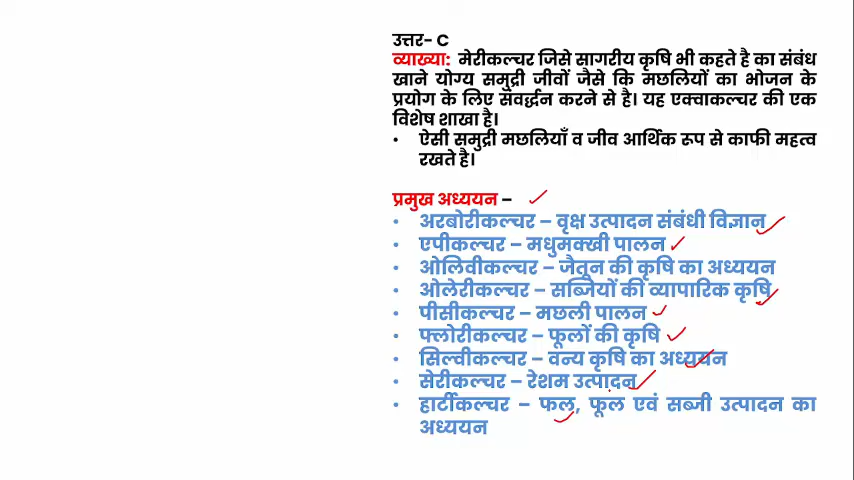 उत्तर- C
व्याख्या: मेरीकल्चर जिसे सागरीय कृषि भी कहते है का संबंध
खाने योग्य समुद्री जीवों जैसे कि मछलियों का भोजन के
प्रयोग के लिए संवर्द्धन करने से है। यह एक्वाकल्चर की एक
विशेष शाखा है।
• ऐसी समुद्री मछलियाँ व जीव आर्थिक रूप से काफी महत्व
रखते है।
प्रमुख अध्ययन –
• अरबोरीकल्चर – वृक्ष उत्पादन संबंधी विज्ञान
• एपीकल्चर – मधुमक्खी पालन
• ओलिवीकल्चर – जैतून की कृषि का अध्ययन
• ओलेरीकल्चर – सब्जियों की व्यापारिक कृषि
• पीसीकल्चर – मछली पालन
• फ्लोरीकल्चर – फूलों की कृषि
• सिल्वीकल्चर – वन्य कृषि का अध्ययन
• सेरीकल्चर – रेशम उत्पादन
• हार्टीकल्चर – फल, फूल एवं सब्जी उत्पादन का
अध्ययन